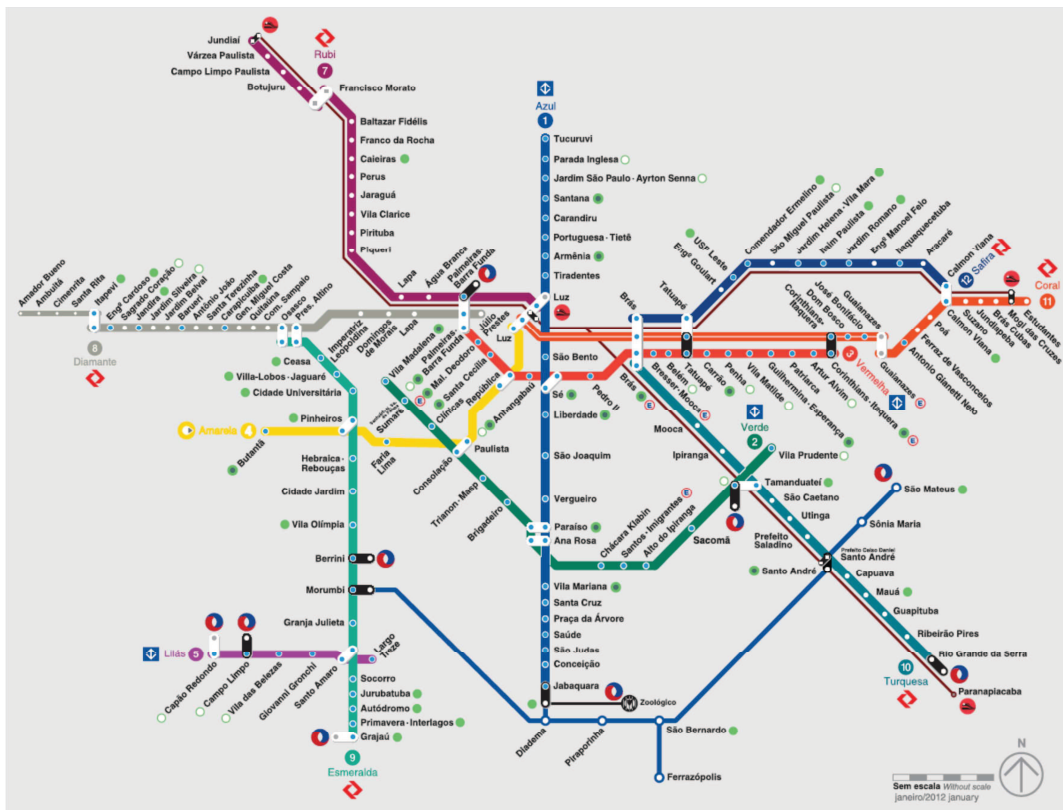 Jundiaí
Várzea Paulista
Campo Limpo Paulista
Botujuru
Rubi
7
Francisco Morato
Baltazar Fidélis
Franco da Rocha
Caieiras
Perus
Jaraguá
Vila Clarice
Pirituba
Piqueri
Lapa
Água Branca
Palmeiras-
Barra Funda
Azul
1
Tucuruvi
Parada Inglesa
Jardim São Paulo - Ayrton Senna
Santana
Carandiru
Portuguesa - Tietê
Armênia
Tiradentes
Luz
São Bento
Sé
Liberdade
São Joaquim
Vergueiro
Paraíso
Ana Rosa
Vila Mariana
Santa Cruz
Praça da Árvore
Saúde
São Judas
Conceição
Jabaquara
Zoológico
Amador Bueno
Ambuitá
Cimenrita
Santa Rita
Itapevi
Engº Cardoso
Sagrado Coração
Jandira
Jardim Silveira
Jardim Belval
Barueri
Antônio João
Santa Terezinha
Carapicuíba
Gen. Miguel Costa
Quitaúna
Com. Sampaio
Osasco
Pres. Altino
Imperatriz
Leopoldina
Domingos
de Morais
Lapa
Júlio
Prestes
Luz
8
Diamante
Ceasa
Villa-Lobos - Jaguaré
Cidade Universitária
Pinheiros
Hebraica -
Rebouças
Cidade Jardim
Vila Olímpia
Berrini
Morumbi
Granja Julieta
Santo Amaro
Socorro
Jurubatuba
Autódromo
Primavera - Interlagos
Grajaú
9
Esmeralda
Lilás 5
Capão Redondo
Campo Limpo
Vila das Belezas
Giovanni Gronchi
Largo
Treze
Amarela 4
Butantã
Faria
Lima
Paulista
República
Vila Madalena
Sumaré
Clínicas
Consolação
Trianon - Masp
Brigadeiro
Chácara Klabin
Santos - Imigrantes
Alto do Ipiranga
Sacomã
Verde
2
Vila Prudente
Tamanduateí
Palmeiras-
Barra Funda
Mal. Deodoro
Santa Cecília
Anhangabaú
Pedro II
Brás
Bresser - Mooca
Belém
Tatuapé
Carrão
Penha
Vila Matilde
Guilhermina - Esperança
Patriarca
Artur Alvim
Corinthians - Itaquera
3
Vermelha
Brás
Tatuapé
Engº Goulart
USP Leste
Comendador Ermelino
São Miguel Paulista
Jardim Helena - Vila Mara
Itaim Paulista
Jardim Romano
Engº Manoel Feio
Itaquaquecetuba
Aracaré
Calmon Viana
12
Safira
Corinthians-
Itaquera
Dom Bosco
José Bonifácio
Guaianazes
Guaianazes
Antonio Gianetti Neto
Ferraz de Vasconcelos
Poá
Calmon Viana
Suzano
Jundiapeba
Brás Cubas
Mogi das Cruzes
Estudantes
Coral
11
Mooca
Ipiranga
São Caetano
Utinga
Prefeito
Saladino
Prefeito Celso Daniel
Santo André
Santo André
Capuava
Mauá
Guapituba
Ribeirão Pires
Rio Grande da Serra
Paranapiacaba
10
Turquesa
São Mateus
Sônia Maria
Diadema
Piraporinha
São Bernardo
Ferrazópolis
N
Sem escala Without scale
janeiro/2012 january